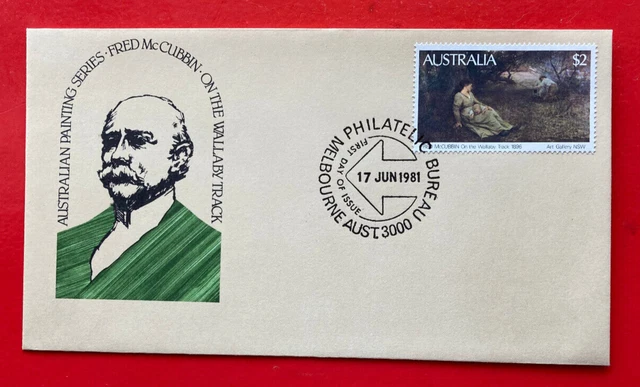 AUSTRALIAN PAINTING SERIES · FRED McCUBBIN · ON THE WALLABY TRACK
AUSTRALIA $2
McCUBBIN On the Wallaby Track 1896 Art Gallery NSW
PHILATELIC BUREAU
FIRST DAY OF ISSUE
17 JUN 1981
MELBOURNE AUST. 3000